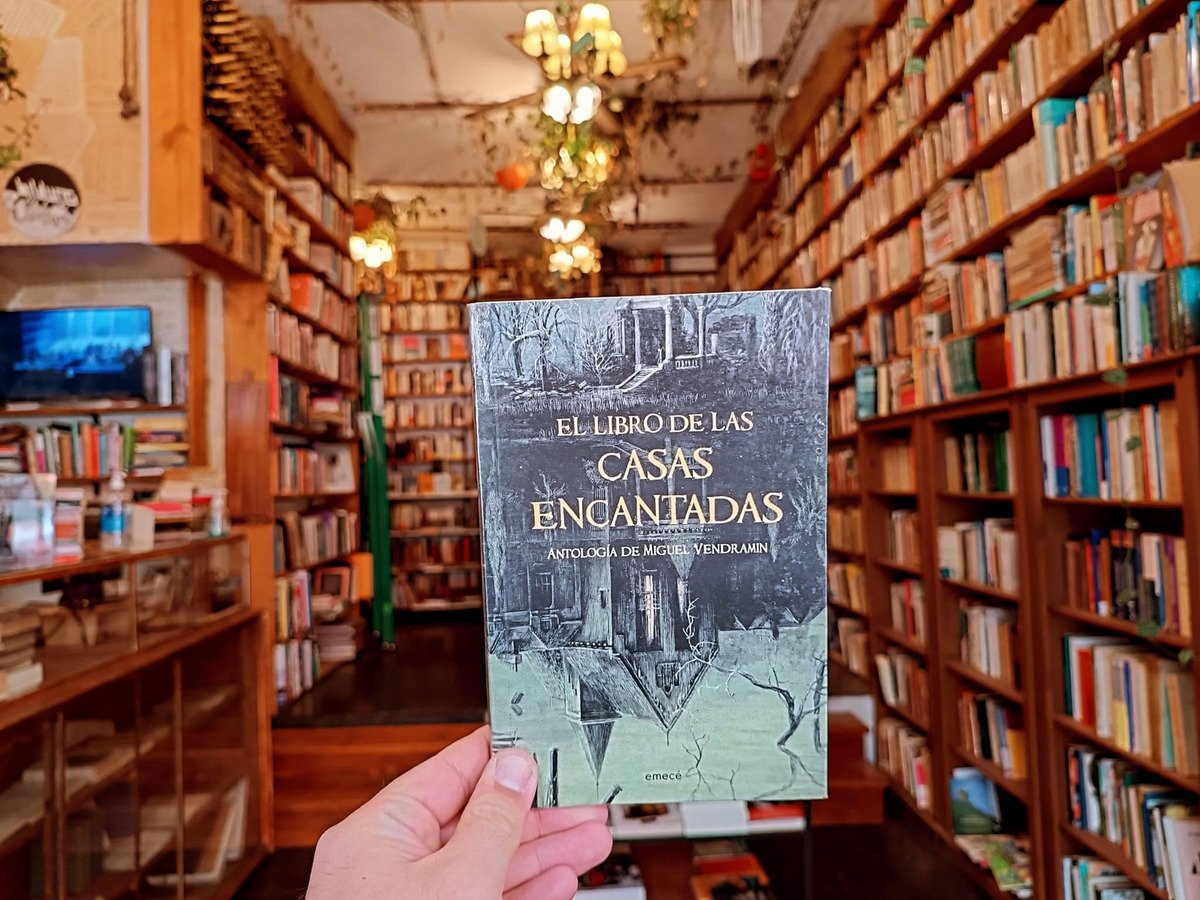 EL LIBRO DE LAS
CASAS
ENCANTADAS
ANTOLOGÍA DE MIGUEL VENDRAMIN
emecé